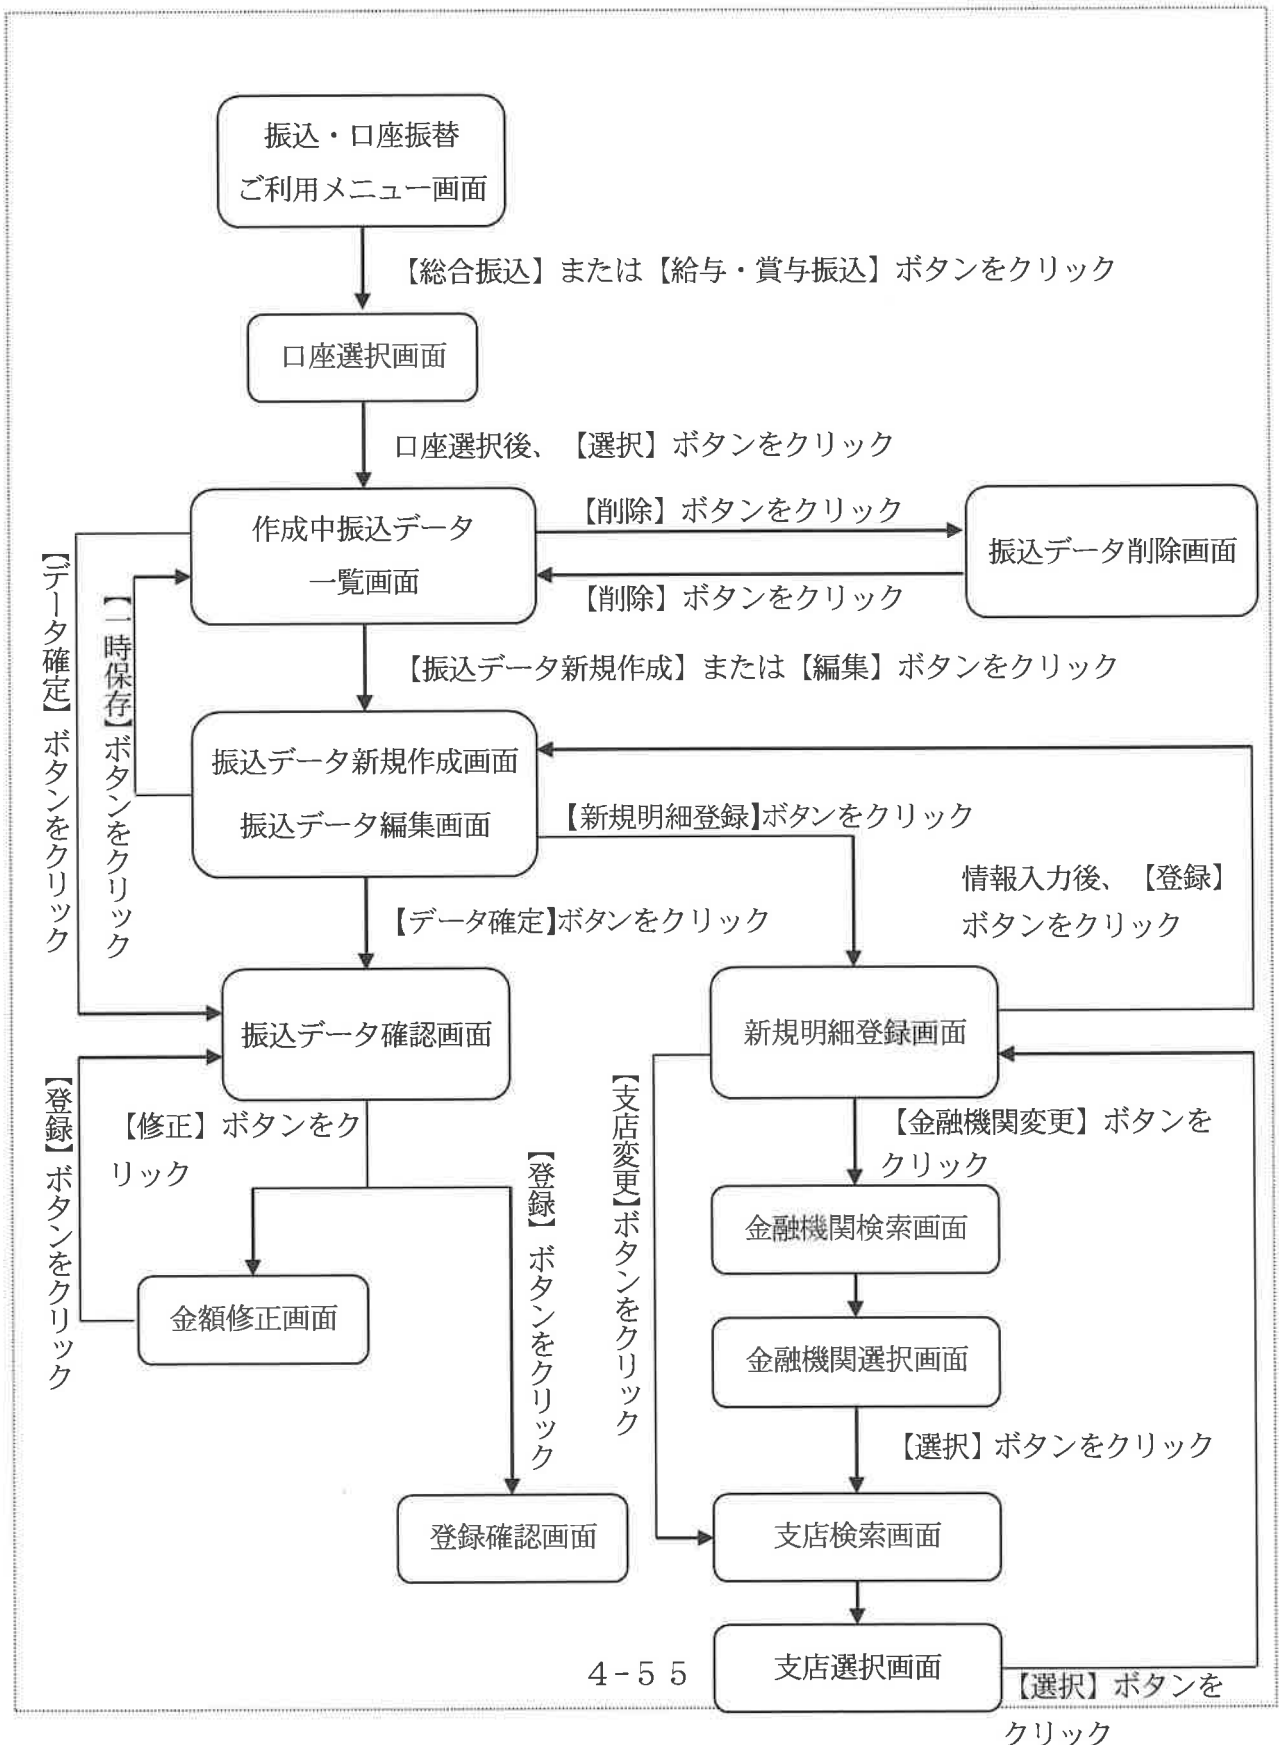 振込・口座振替
ご利用メニュー画面
【総合振込】または【給与・賞与振込】ボタンをクリック
口座選択画面
口座選択後、【選択】ボタンをクリック
作成中振込データ
一覧画面
【削除】ボタンをクリック
振込データ削除画面
【削除】ボタンをクリック
【データ確定】ボタンをクリック
【一時保存】ボタンをクリック
【振込データ新規作成】または【編集】ボタンをクリック
振込データ新規作成画面
振込データ編集画面
【新規明細登録】ボタンをクリック
情報入力後、【登録】
ボタンをクリック
【データ確定】ボタンをクリック
振込データ確認画面
新規明細登録画面
【登録】ボタンをクリック
【修正】ボタンをク
リック
【登録】ボタンをクリック
【支店変更】ボタンをクリック
【金融機関変更】ボタンを
クリック
金融機関検索画面
金額修正画面
金融機関選択画面
【選択】ボタンをクリック
登録確認画面
支店検索画面
支店選択画面
【選択】ボタンを
クリック
4-55